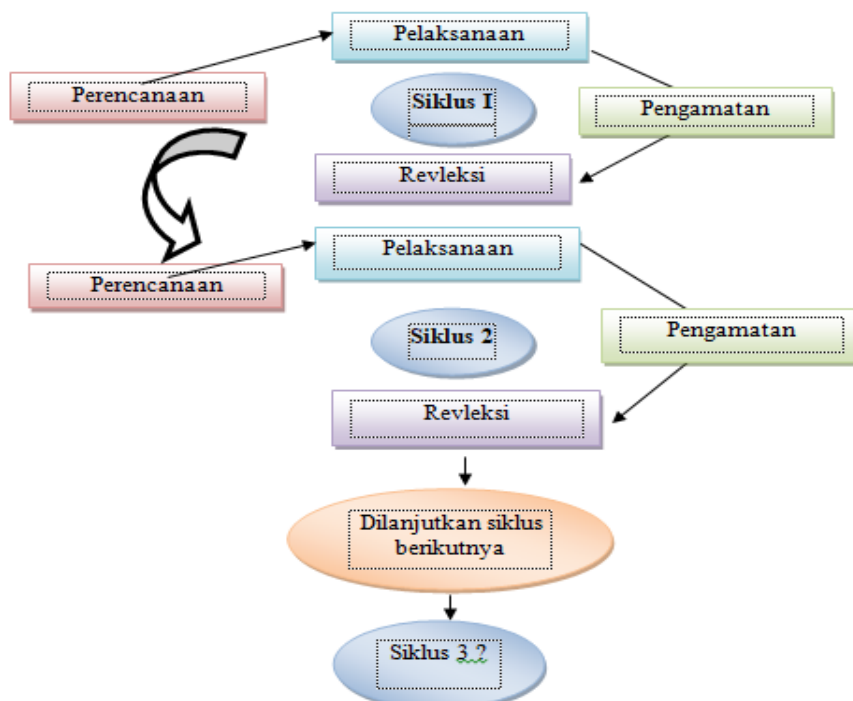 Pelaksanaan
Perencanaan
Siklus I
Pengamatan
Revleksi
Pelaksanaan
Perencanaan
Siklus 2
Pengamatan
Revleksi
Dilanjutkan siklus
berikutnya
Siklus 3 ?